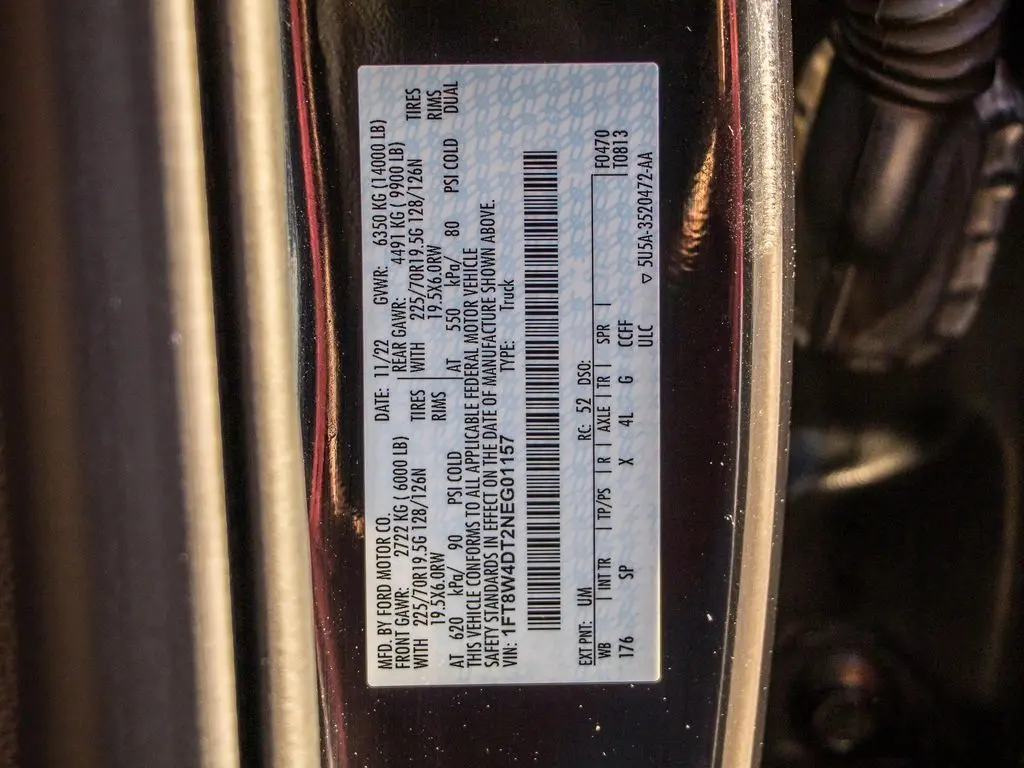 MFD. BY FORD MOTOR CO.
DATE: 11/22 GVWR: 6350 KG (14000 LB)
FRONT GAWR: 2722 KG ( 6000 LB)
REAR GAWR: 4491 KG ( 9900 LB)
WITH 225/70R19.5G 128/126N TIRES
WITH 225/70R19.5G 128/126N TIRES
19.5X6.0RW RIMS
19.5X6.0RW RIMS
AT 620 kPa/ 90 PSI COLD
AT 550 kPa/ 80 PSI COLD DUAL
THIS VEHICLE CONFORMS TO ALL APPLICABLE FEDERAL MOTOR VEHICLE
SAFETY STANDARDS IN EFFECT ON THE DATE OF MANUFACTURE SHOWN ABOVE.
VIN: 1FT8W4DT2NEG01157 TYPE: Truck
EXT PNT: UM RC: 52 DSO:
WB INT TR TP/PS R AXLE TR SPR F0470
176 SP X 4L G CCFF T0813
ULC ▽ 5U5A-3520472-AA